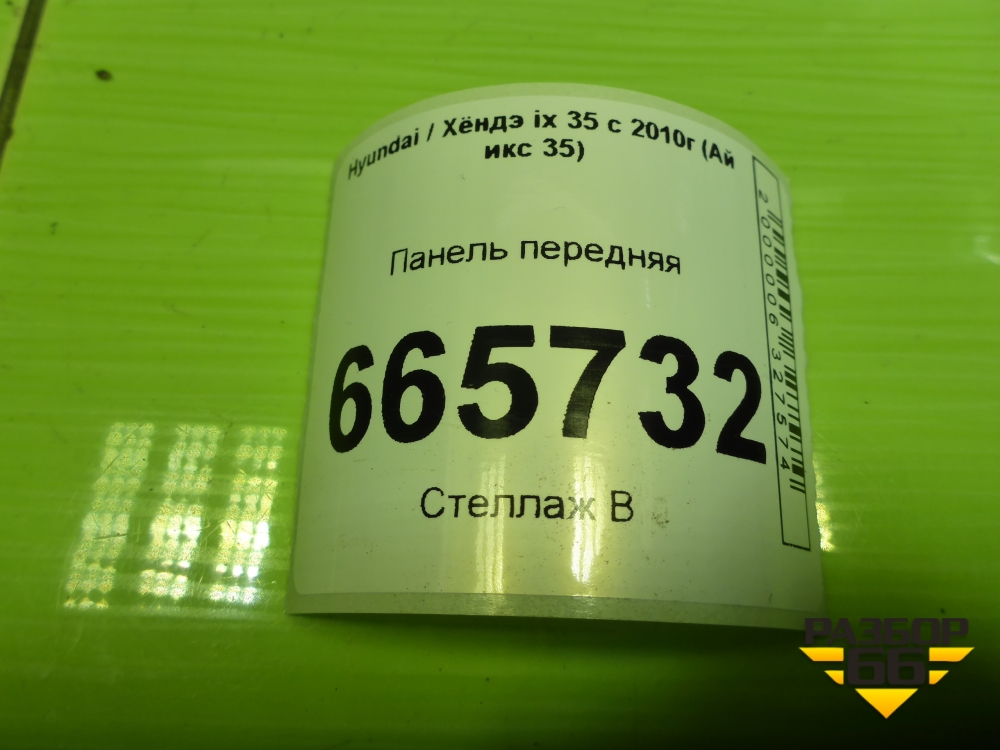 Hyundai / Хёндэ ix 35 с 2010г (Ай
икс 35)
Панель передняя
665732
Стеллаж В
2000006327574
РАЗБОР
66